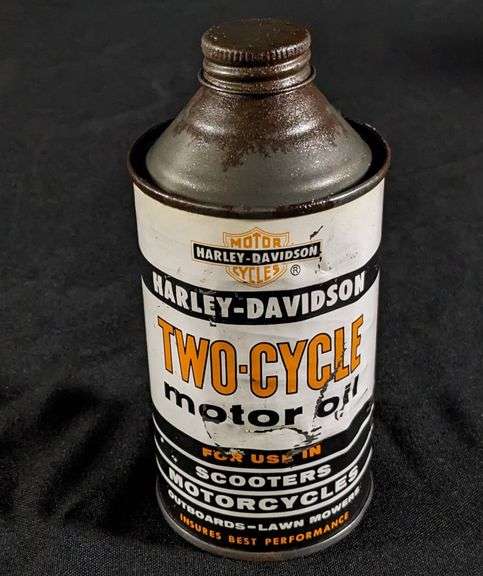 MOTOR
HARLEY-DAVIDSON
CYCLES ®
HARLEY-DAVIDSON
TWO-CYCLE
motor oil
FOR USE IN
SCOOTERS
MOTORCYCLES
OUTBOARDS-LAWN MOWERS
INSURES BEST PERFORMANCE